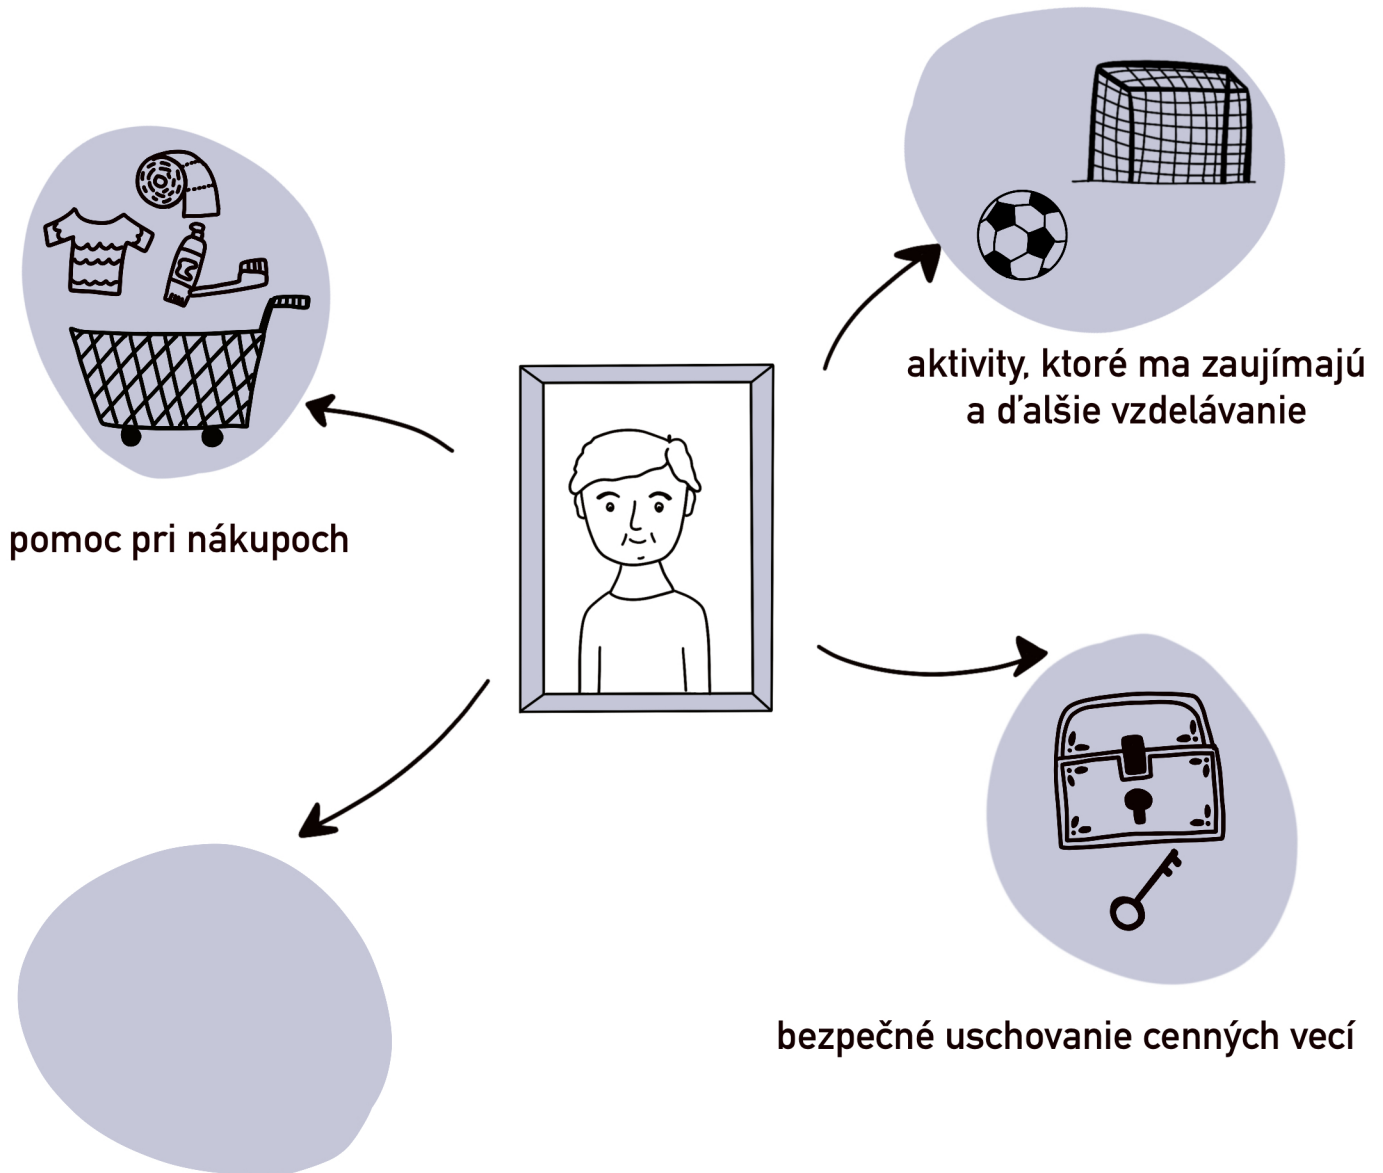 aktivity, ktoré ma zaujímajú
a ďalšie vzdelávanie
pomoc pri nákupoch
bezpečné uschovanie cenných vecí